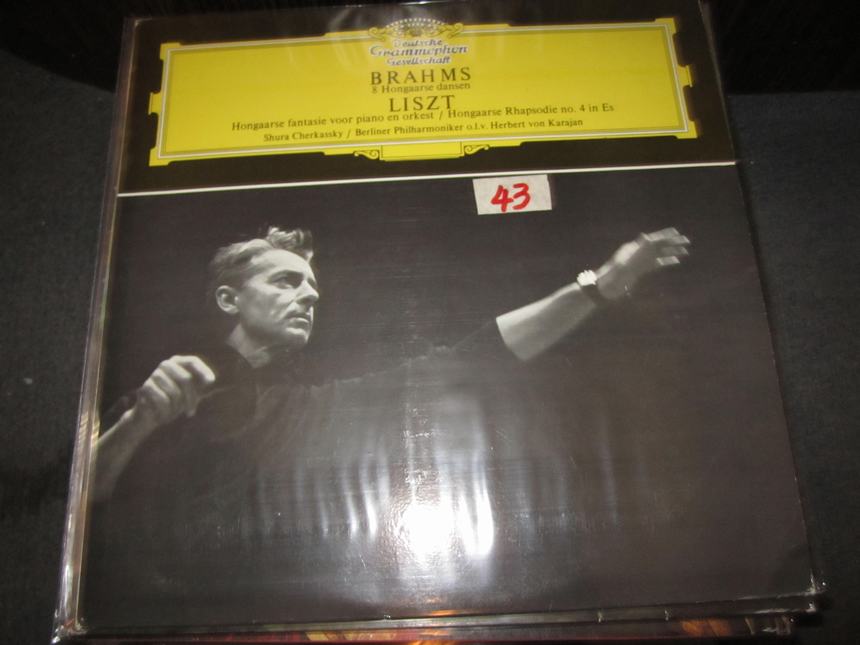 Deutsche
Grammophon
Gesellschaft
BRAHMS
8 Hongaarse dansen
LISZT
Hongaarse fantasie voor piano en orkest / Hongaarse Rhapsodie no. 4 in Es
Shura Cherkassky / Berliner Philharmoniker o.l.v. Herbert von Karajan
43